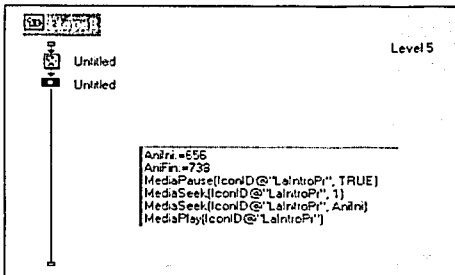 Level 5
Untitled
Untitled
AniIni:=656
AniFin:=738
MediaPause(IconID@"LaIntroPr", TRUE)
MediaSeek(IconID@"LaIntroPr", 1)
MediaSeek(IconID@"LaIntroPr", AniIni)
MediaPlay(IconID@"LaIntroPr")